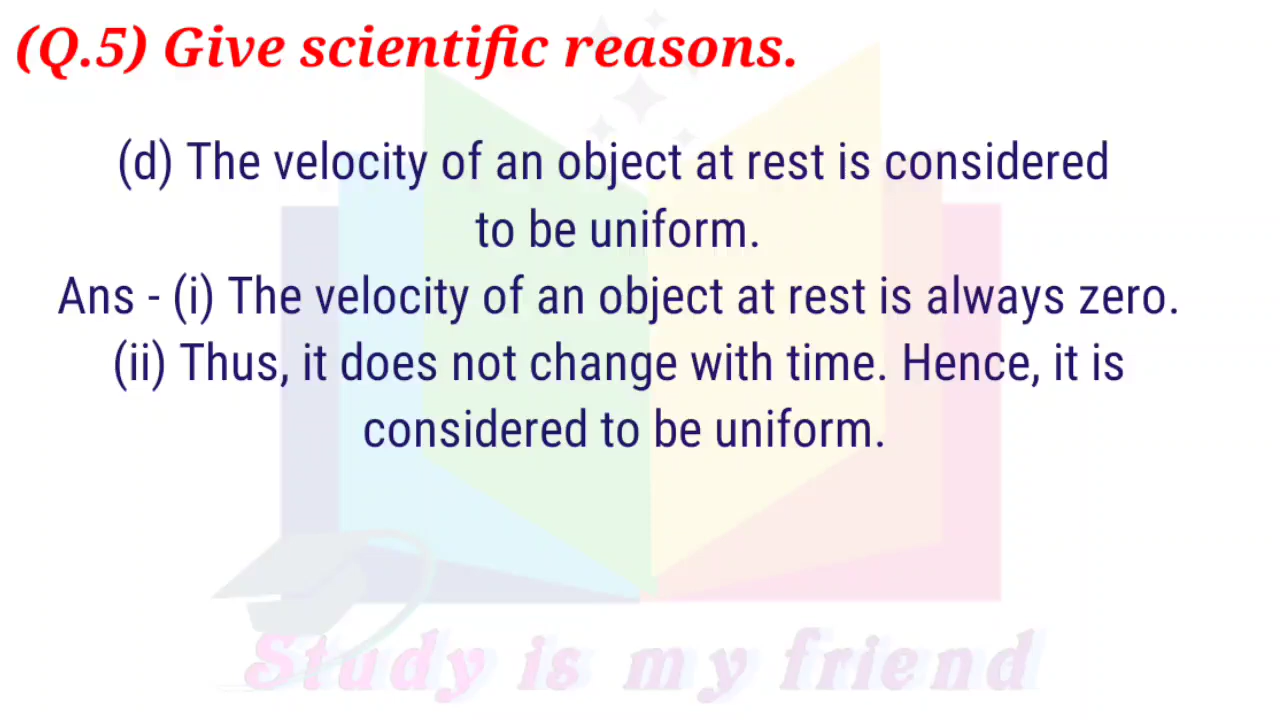 (Q.5) Give scientific reasons.
(d) The velocity of an object at rest is considered
to be uniform.
Ans - (i) The velocity of an object at rest is always zero.
(ii) Thus, it does not change with time. Hence, it is
considered to be uniform.
Study is my friend